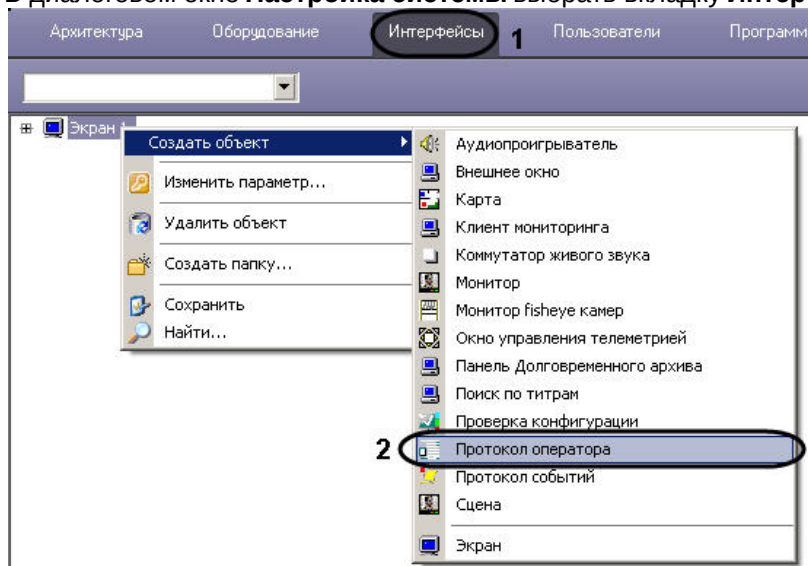 В диалоговом окне Настройка системы выбрать вкладку Интер
Архитектура Оборудование Интерфейсы 1 Пользователи Программ
Экран 1
Создать объект
Изменить параметр...
Удалить объект
Создать папку...
Сохранить
Найти...
Аудиопроигрыватель
Внешнее окно
Карта
Клиент мониторинга
Коммутатор живого звука
Монитор
Монитор fisheye камер
Окно управления телеметрией
Панель Долговременного архива
Поиск по титрам
Проверка конфигурации
2 Протокол оператора
Протокол событий
Сцена
Экран